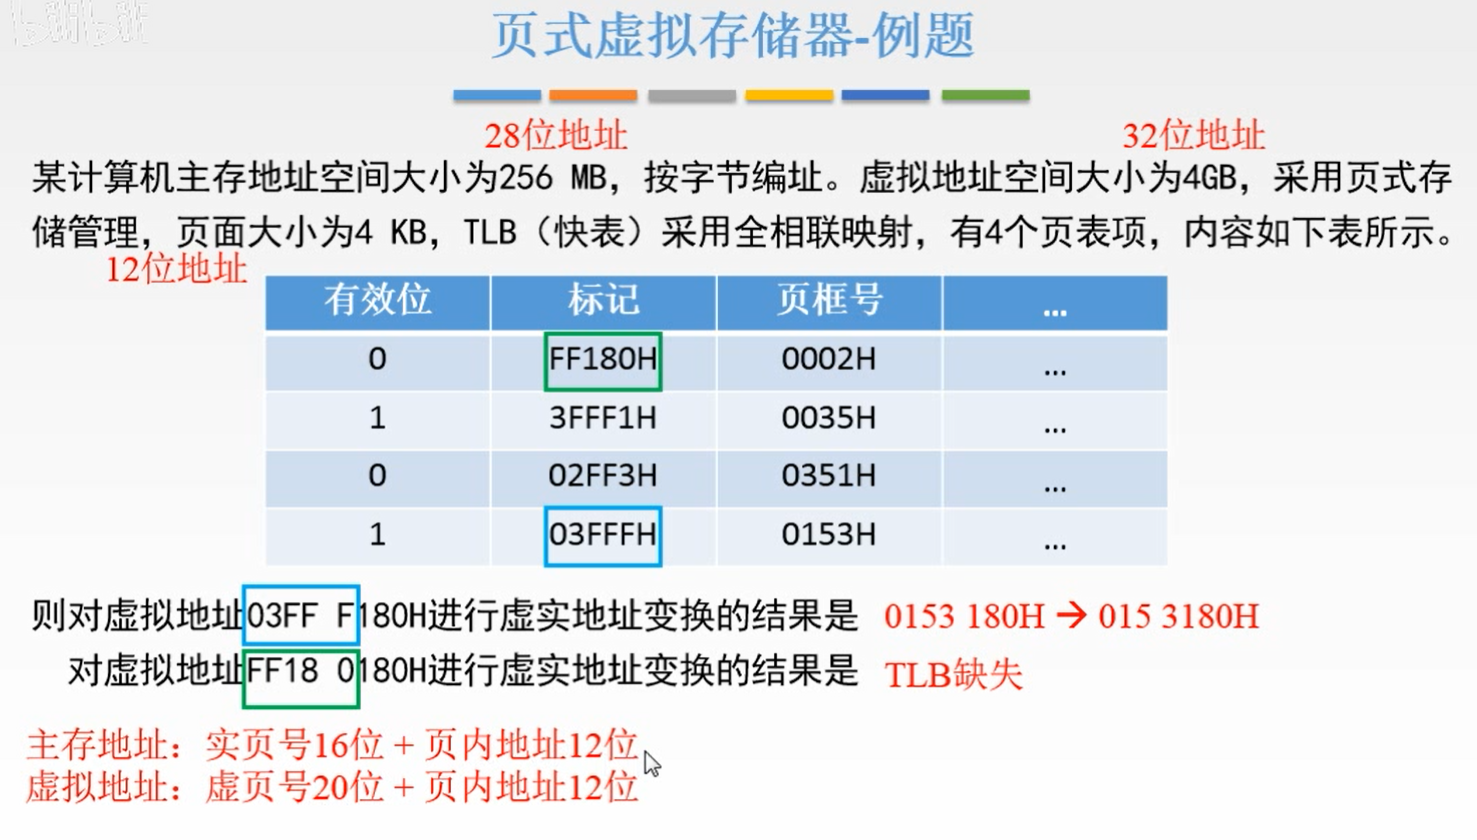 bilibili
页式虚拟存储器-例题
28位地址
32位地址
某计算机主存地址空间大小为256 MB，按字节编址。虚拟地址空间大小为4GB，采用页式存
储管理，页面大小为4 KB，TLB（快表）采用全相联映射，有4个页表项，内容如下表所示。
12位地址
有效位 标记 页框号 …
0 FF180H 0002H …
1 3FFF1H 0035H …
0 02FF3H 0351H …
1 03FFFH 0153H …
则对虚拟地址03FF F180H进行虚实地址变换的结果是 0153 180H → 015 3180H
对虚拟地址FF18 0180H进行虚实地址变换的结果是 TLB缺失
主存地址：实页号16位 + 页内地址12位
虚拟地址：虚页号20位 + 页内地址12位